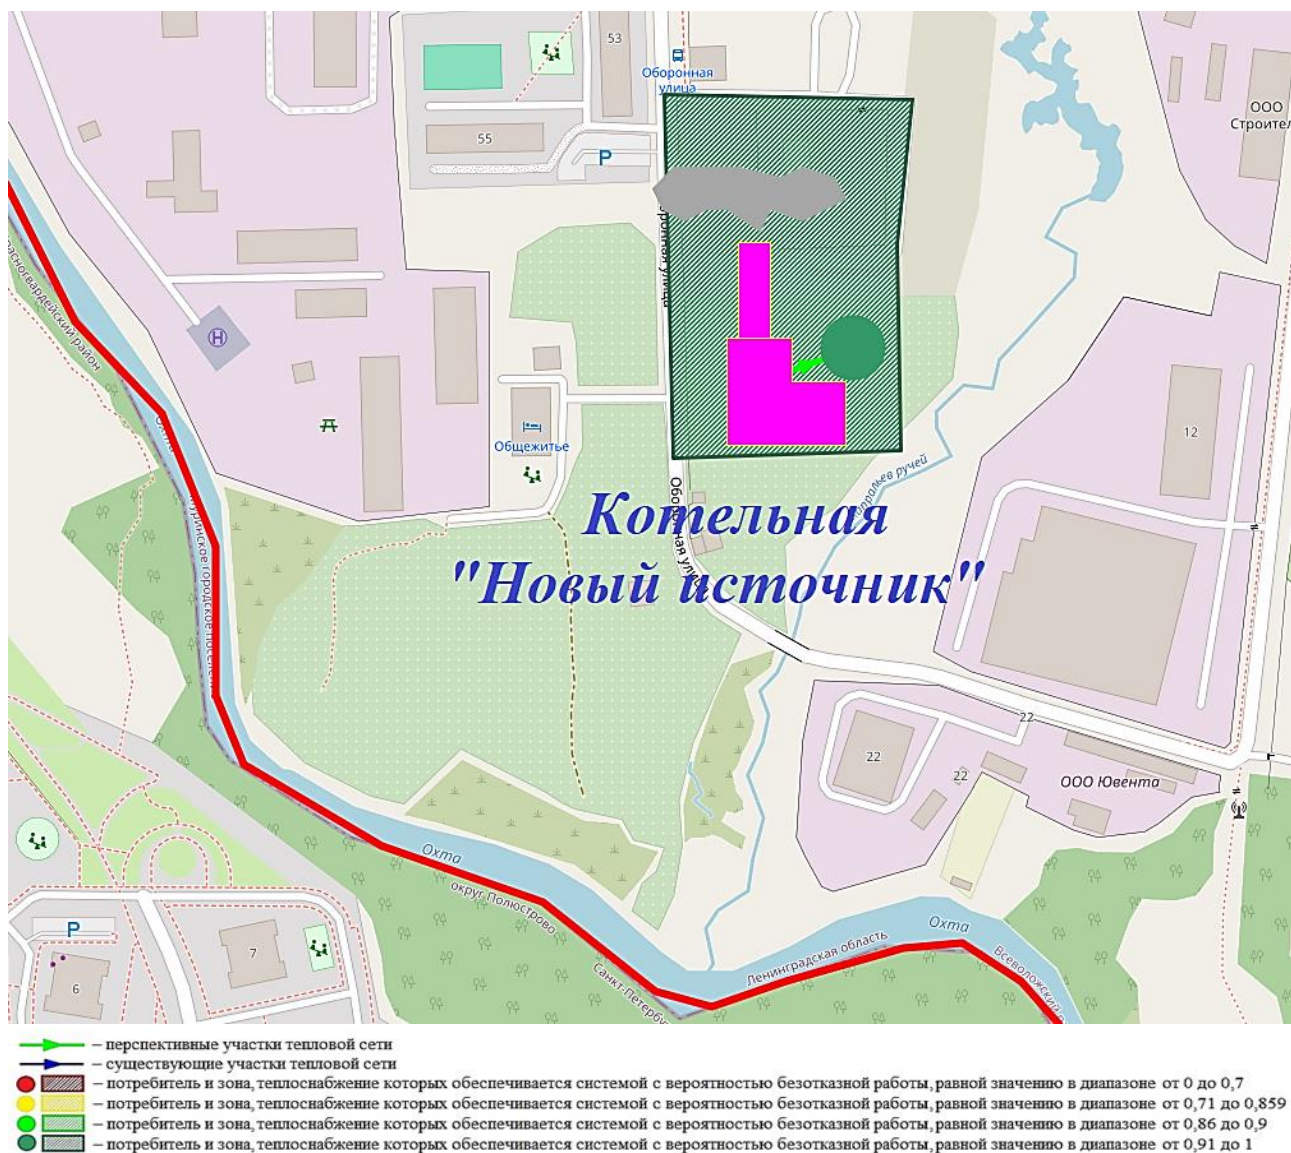 53
Оборонная
улица
ООО
Строител
55
P
Оборонная улица
Красногвардейский район
H
12
Общежитье
Охта
Капральев ручей
Оборонная улица
Котельная
"Новый источник"
Муринское городское поселение
22
22
22
ООО Ювента
Охта
округ Полюстрово
Охта
Ленинградская область
Всеволожский р
P
7
6
Санкт-Петербу
– перспективные участки тепловой сети
– существующие участки тепловой сети
– потребитель и зона, теплоснабжение которых обеспечивается системой с вероятностью безотказной работы, равной значению в диапазоне от 0 до 0,7
– потребитель и зона, теплоснабжение которых обеспечивается системой с вероятностью безотказной работы, равной значению в диапазоне от 0,71 до 0,859
– потребитель и зона, теплоснабжение которых обеспечивается системой с вероятностью безотказной работы, равной значению в диапазоне от 0,86 до 0,9
– потребитель и зона, теплоснабжение которых обеспечивается системой с вероятностью безотказной работы, равной значению в диапазоне от 0,91 до 1